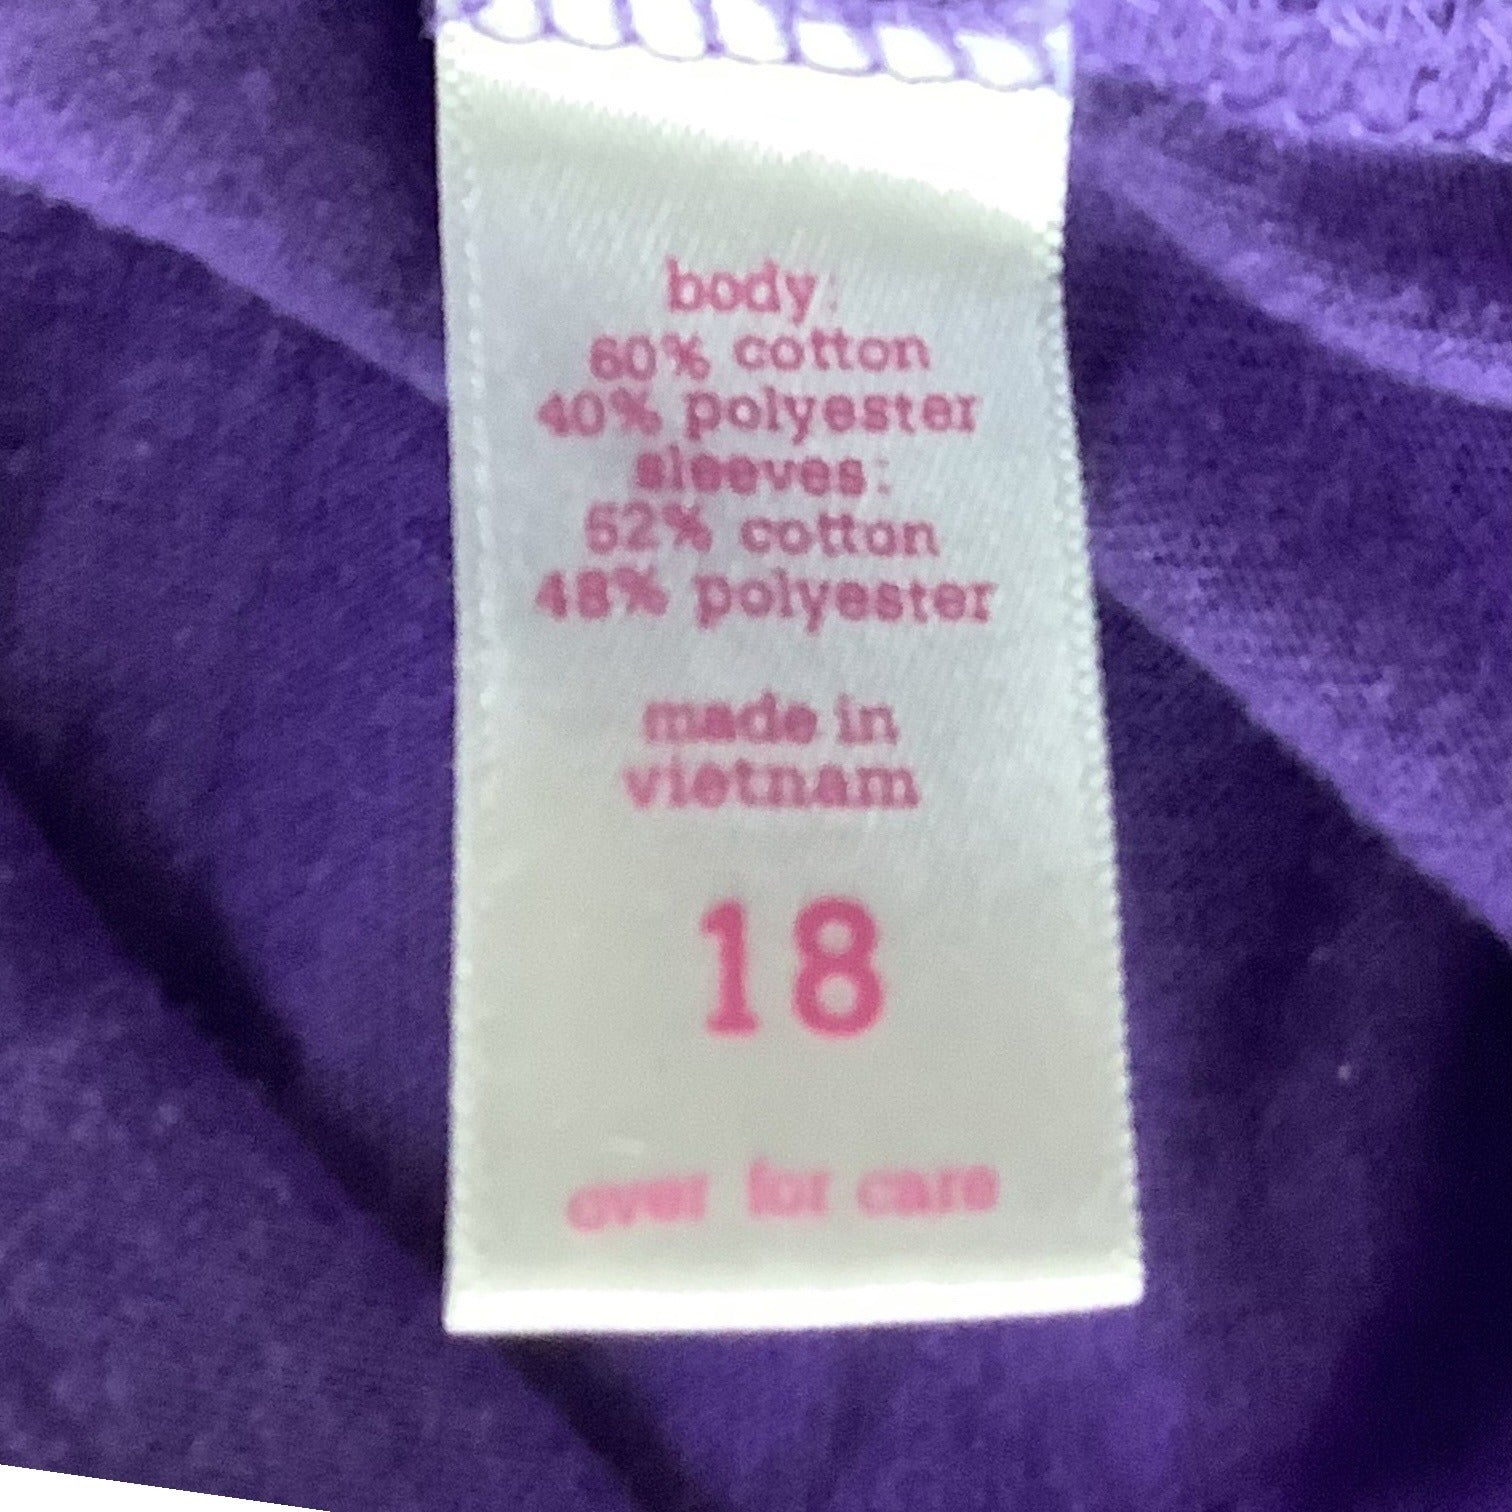 body:
60% cotton
40% polyester
sleeves:
52% cotton
48% polyester
made in
vietnam
18
over for care